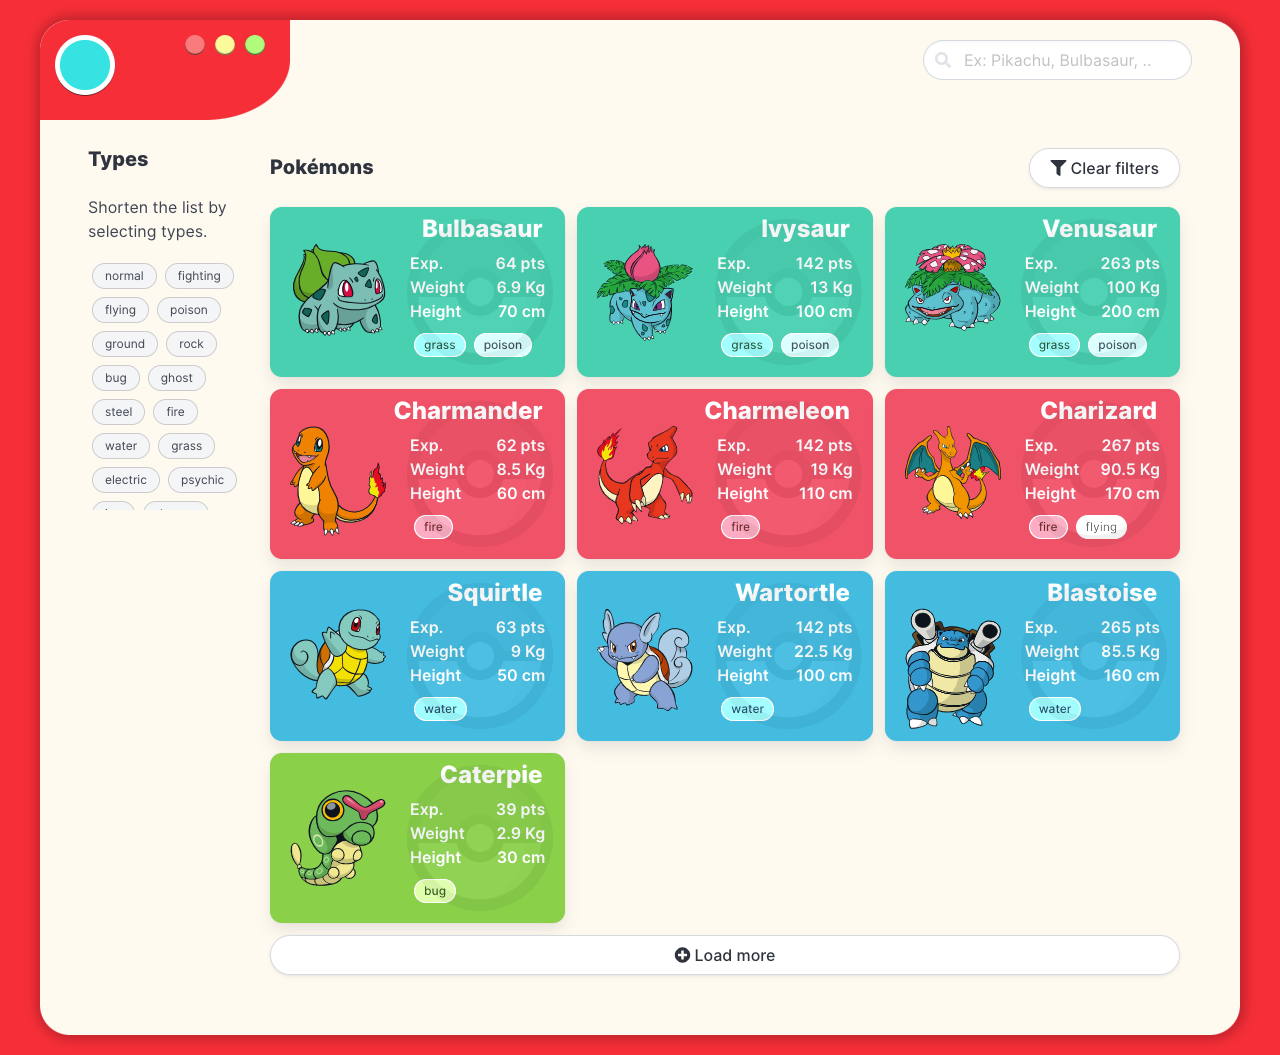 Ex: Pikachu, Bulbasaur, ..
Types
Shorten the list by
selecting types.
normal fighting
flying poison
ground rock
bug ghost
steel fire
water grass
electric psychic
Pokémons
Clear filters
Bulbasaur
Exp. 64 pts
Weight 6.9 Kg
Height 70 cm
grass poison
Ivysaur
Exp. 142 pts
Weight 13 Kg
Height 100 cm
grass poison
Venusaur
Exp. 263 pts
Weight 100 Kg
Height 200 cm
grass poison
Charmander
Exp. 62 pts
Weight 8.5 Kg
Height 60 cm
fire
Charmeleon
Exp. 142 pts
Weight 19 Kg
Height 110 cm
fire
Charizard
Exp. 267 pts
Weight 90.5 Kg
Height 170 cm
fire flying
Squirtle
Exp. 63 pts
Weight 9 Kg
Height 50 cm
water
Wartortle
Exp. 142 pts
Weight 22.5 Kg
Height 100 cm
water
Blastoise
Exp. 265 pts
Weight 85.5 Kg
Height 160 cm
water
Caterpie
Exp. 39 pts
Weight 2.9 Kg
Height 30 cm
bug
Load more